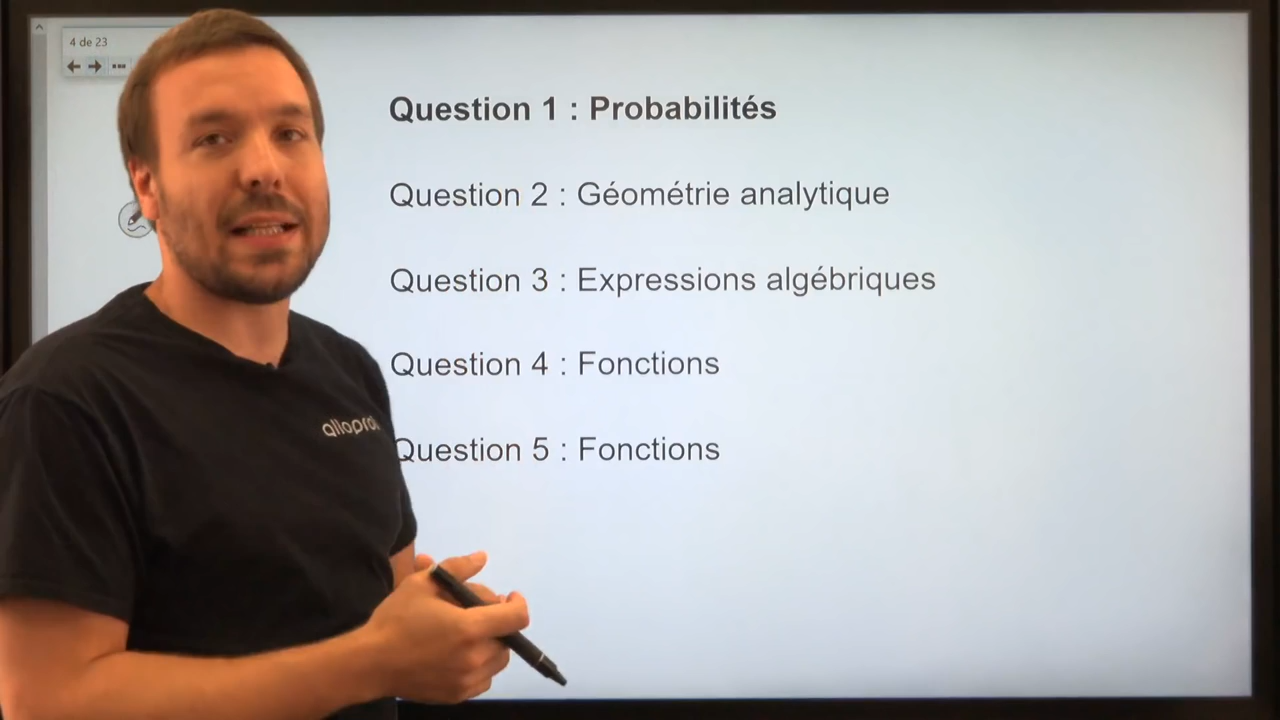 4 de 23
Question 1 : Probabilités
Question 2 : Géométrie analytique
Question 3 : Expressions algébriques
Question 4 : Fonctions
Question 5 : Fonctions